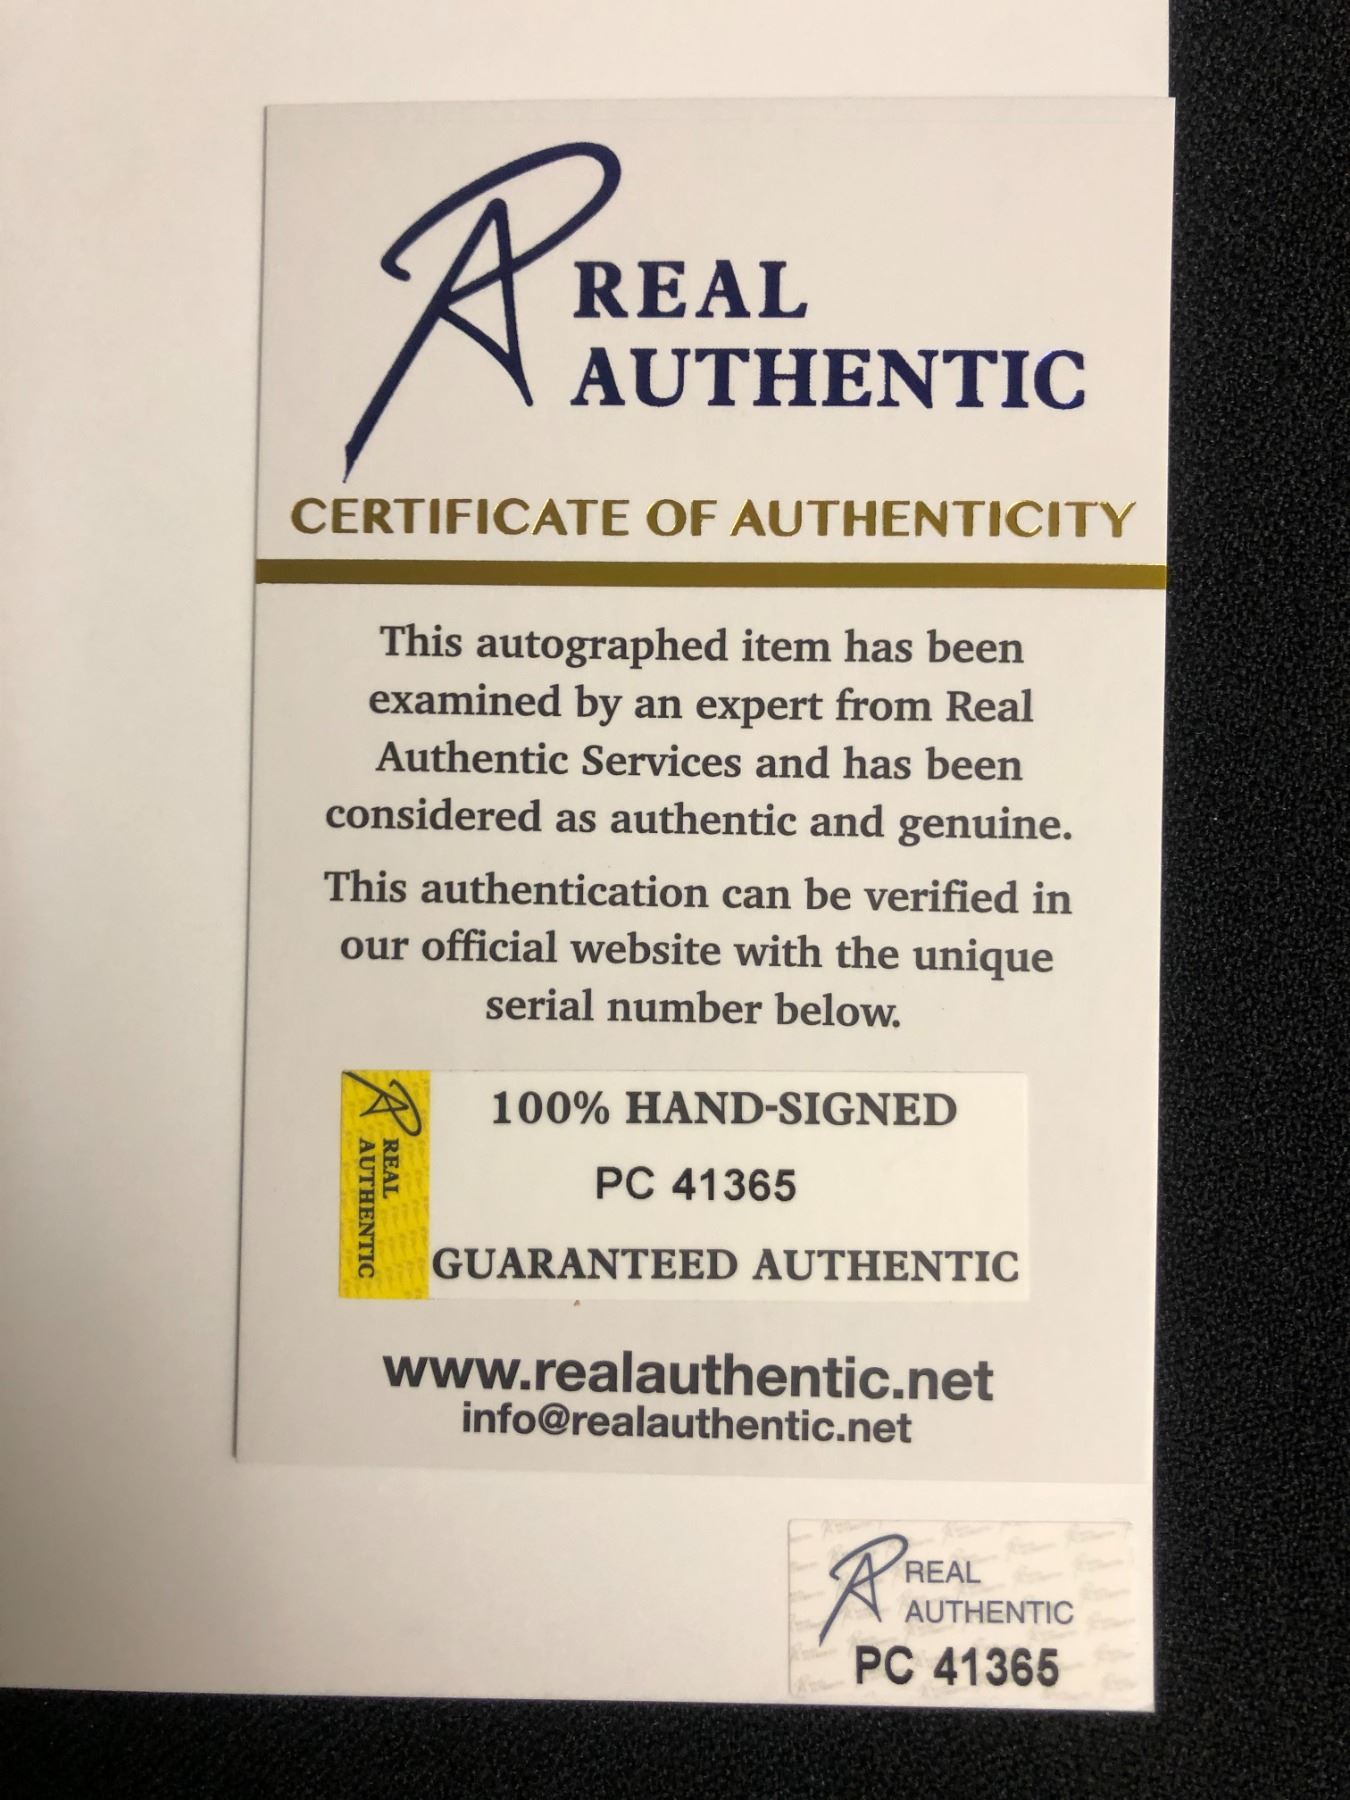 REAL
AUTHENTIC
CERTIFICATE OF AUTHENTICITY
This autographed item has been
examined by an expert from Real
Authentic Services and has been
considered as authentic and genuine.
This authentication can be verified in
our official website with the unique
serial number below.
REAL
AUTHENTIC
100% HAND-SIGNED
PC 41365
GUARANTEED AUTHENTIC
www.realauthentic.net
info@realauthentic.net
REAL
AUTHENTIC
PC 41365